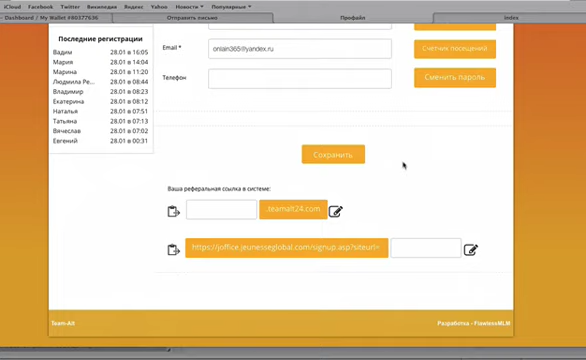 iCloud Facebook Twitter Википедия Яндекс Yahoo Новости Популярные
Dashboard / My Wallet #80377636 Отправить письмо Профайл Index
Последние регистрации
Вадим 28.01 в 16:05
Мария 28.01 в 14:04
Марина 28.01 в 11:20
Людмила Ре... 28.01 в 08:44
Владимир 28.01 в 08:23
Екатерина 28.01 в 08:12
Наталья 28.01 в 07:51
Татьяна 28.01 в 07:13
Вячеслав 28.01 в 07:02
Евгений 28.01 в 00:31
Email * onlain365@yandex.ru
Счетчик посещений
Телефон
Сменить пароль
Сохранить
Ваша реферальная ссылка в системе:
.teamalt24.com
https://joffice.jeunesseglobal.com/signup.asp?siteurl=
Team-Alt
Разработка - FlawlessMLM